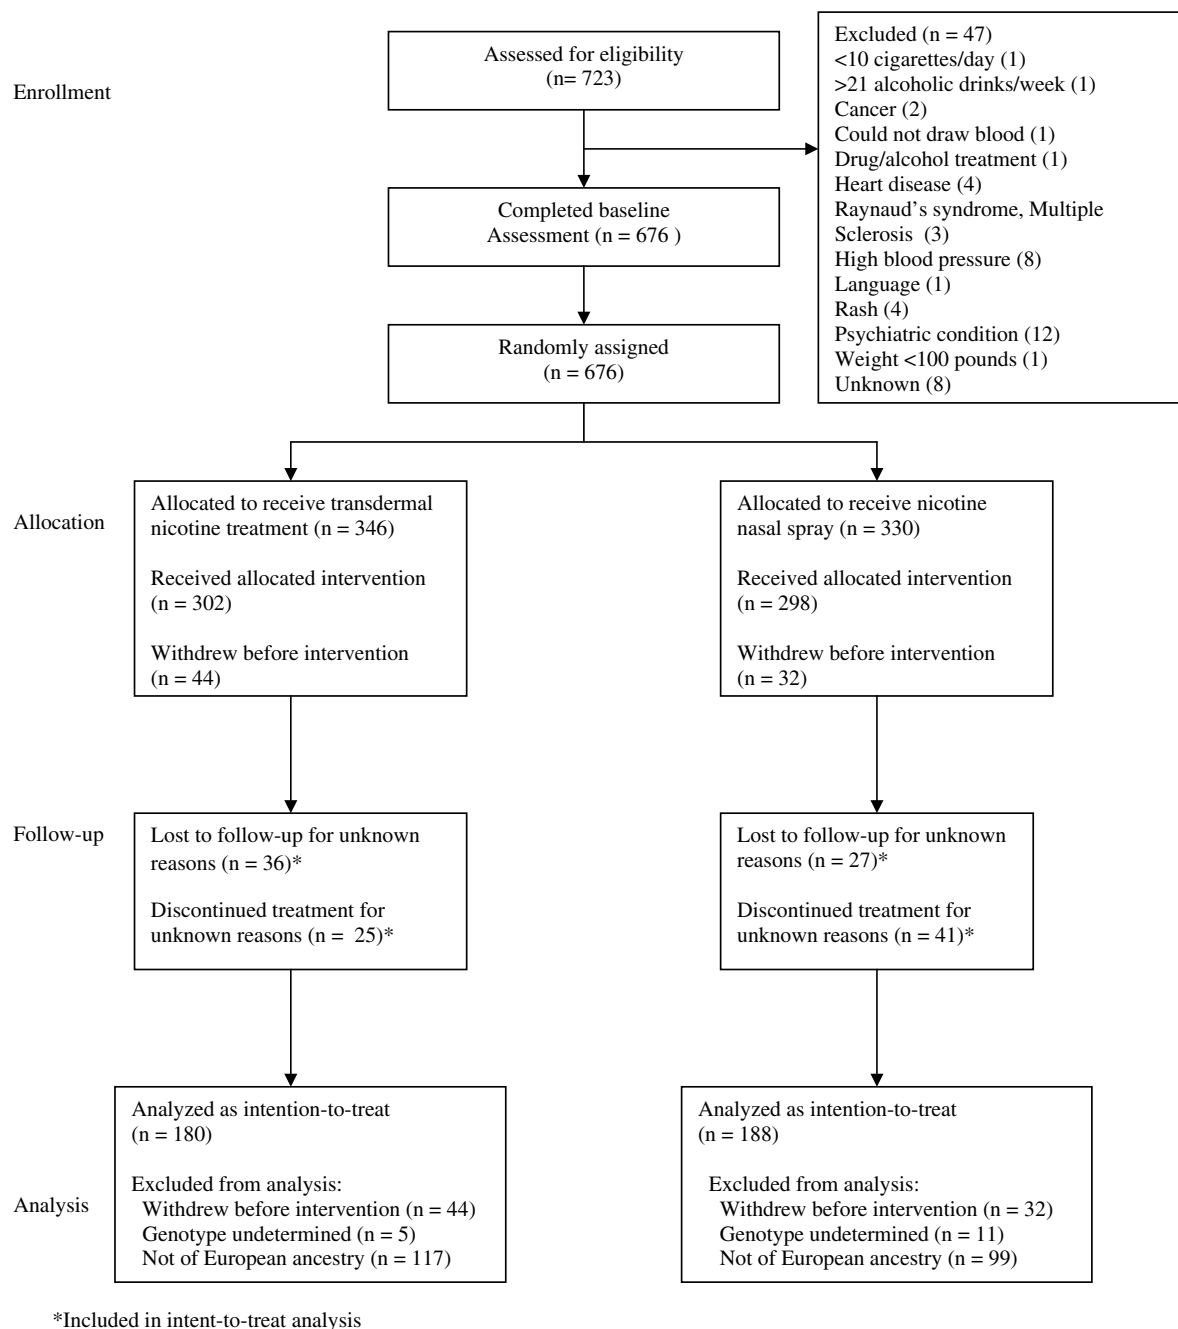 Enrollment
Assessed for eligibility
(n= 723)
Excluded (n = 47)
<10 cigarettes/day (1)
>21 alcoholic drinks/week (1)
Cancer (2)
Could not draw blood (1)
Drug/alcohol treatment (1)
Heart disease (4)
Raynaud's syndrome, Multiple
Sclerosis (3)
High blood pressure (8)
Language (1)
Rash (4)
Psychiatric condition (12)
Weight <100 pounds (1)
Unknown (8)
Completed baseline
Assessment (n = 676 )
Randomly assigned
(n = 676)
Allocation
Allocated to receive transdermal
nicotine treatment (n = 346)
Received allocated intervention
(n = 302)
Withdrew before intervention
(n = 44)
Allocated to receive nicotine
nasal spray (n = 330)
Received allocated intervention
(n = 298)
Withdrew before intervention
(n = 32)
Follow-up
Lost to follow-up for unknown
reasons (n = 36)*
Discontinued treatment for
unknown reasons (n = 25)*
Lost to follow-up for unknown
reasons (n = 27)*
Discontinued treatment for
unknown reasons (n = 41)*
Analysis
Analyzed as intention-to-treat
(n = 180)
Excluded from analysis:
Withdrew before intervention (n = 44)
Genotype undetermined (n = 5)
Not of European ancestry (n = 117)
Analyzed as intention-to-treat
(n = 188)
Excluded from analysis:
Withdrew before intervention (n = 32)
Genotype undetermined (n = 11)
Not of European ancestry (n = 99)
*Included in intent-to-treat analysis